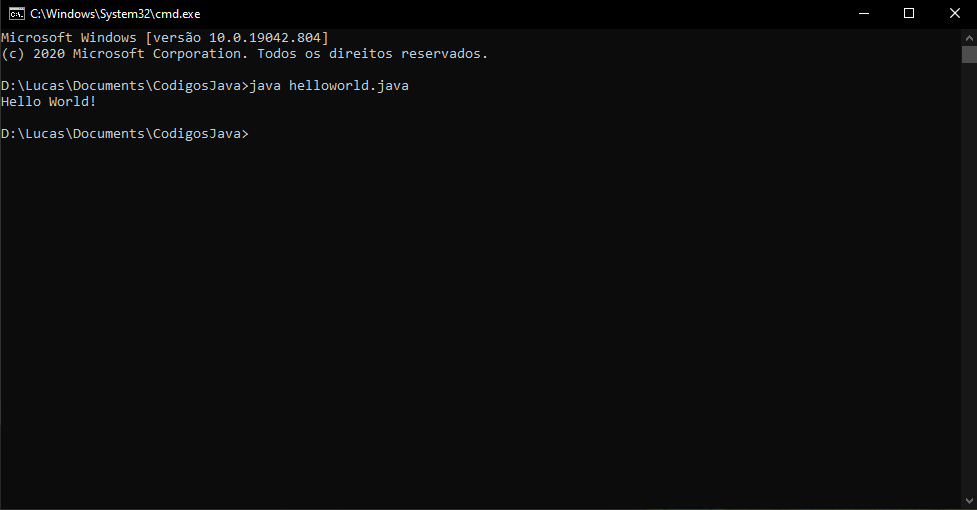 C:\Windows\System32\cmd.exe
Microsoft Windows [versão 10.0.19042.804]
(c) 2020 Microsoft Corporation. Todos os direitos reservados.
D:\Lucas\Documents\CodigosJava>java helloworld.java
Hello World!
D:\Lucas\Documents\CodigosJava>